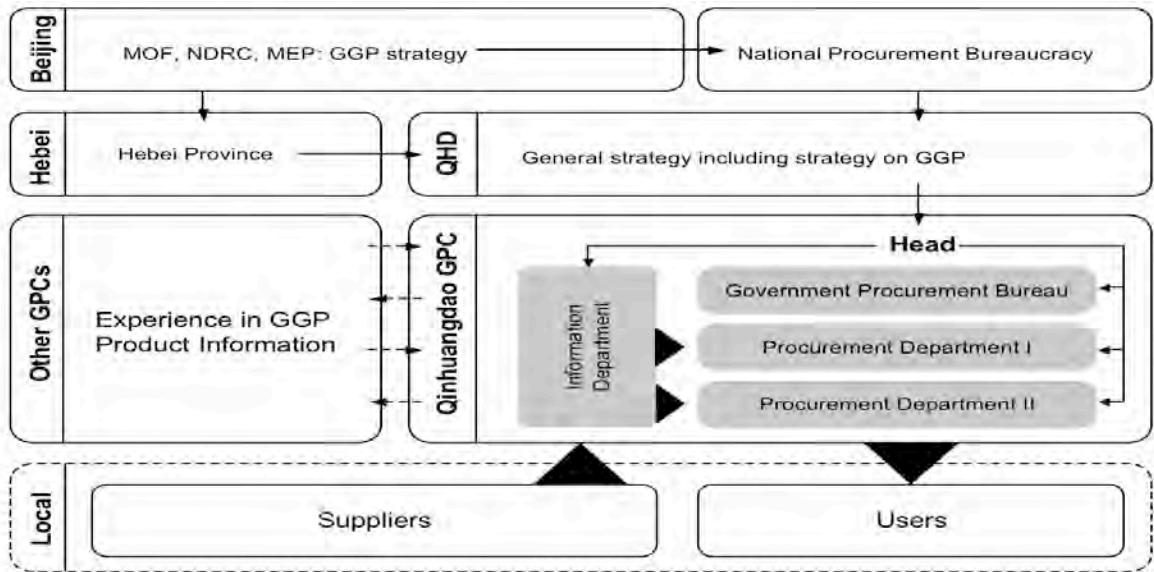 Beijing
MOF, NDRC, MEP: GGP strategy
National Procurement Bureaucracy
Hebei
Hebei Province
QHD
General strategy including strategy on GGP
Other GPCs
Experience in GGP
Product Information
Qinhuangdao GPC
Head
Information
Department
Government Procurement Bureau
Procurement Department I
Procurement Department II
Local
Suppliers
Users